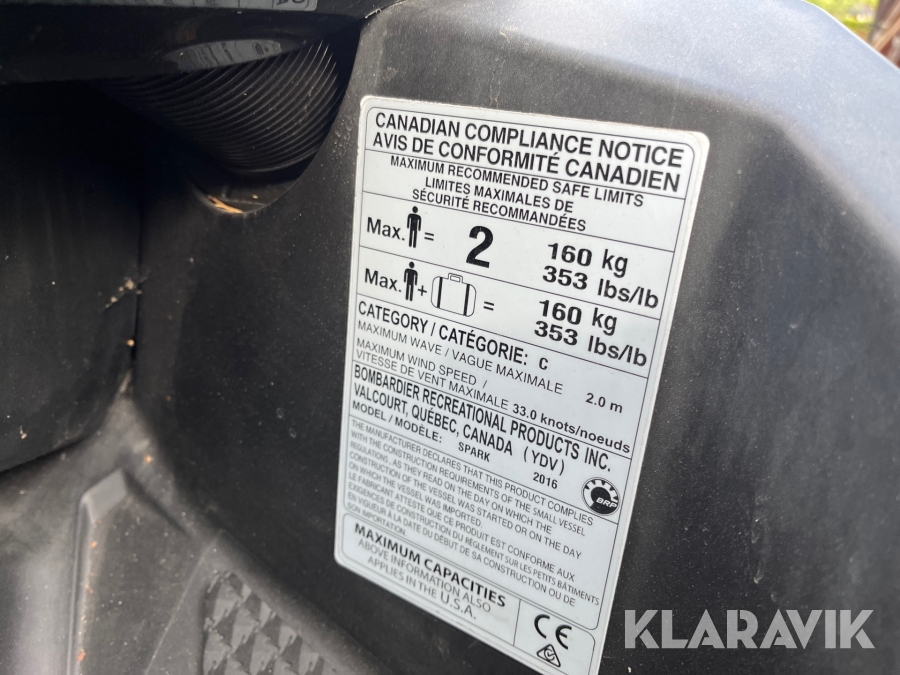 CANADIAN COMPLIANCE NOTICE
AVIS DE CONFORMITÉ CANADIEN
MAXIMUM RECOMMENDED SAFE LIMITS
LIMITES MAXIMALES DE
SÉCURITÉ RECOMMANDÉES
Max. = 2 160 kg
353 lbs/lb
Max. + = 160 kg
353 lbs/lb
CATEGORY / CATÉGORIE: C
MAXIMUM WAVE / VAGUE MAXIMALE 2.0 m
MAXIMUM WIND SPEED /
VITESSE DE VENT MAXIMALE 33.0 knots/noeuds
BOMBARDIER RECREATIONAL PRODUCTS INC.
VALCOURT, QUÉBEC, CANADA (YDV)
MODEL / MODÈLE: SPARK 2016
THE MANUFACTURER DECLARES THAT THIS PRODUCT COMPLIES
WITH THE CONSTRUCTION REQUIREMENTS OF THE SMALL VESSEL
REGULATIONS, AS THEY READ ON THE DAY ON WHICH THE
CONSTRUCTION OF THE VESSEL WAS STARTED OR ON THE DAY
ON WHICH THE VESSEL WAS IMPORTED.
LE FABRICANT ATTESTE QUE CE PRODUIT EST CONFORME AUX
EXIGENCES DE CONSTRUCTION DU RÈGLEMENT SUR LES PETITS BÂTIMENTS
EN VIGUEUR À LA DATE DU DÉBUT DE SA CONSTRUCTION OU DE
SON IMPORTATION.
BRP
MAXIMUM CAPACITIES
ABOVE INFORMATION ALSO
APPLIES IN THE U.S.A.
CE
KLARAVIK